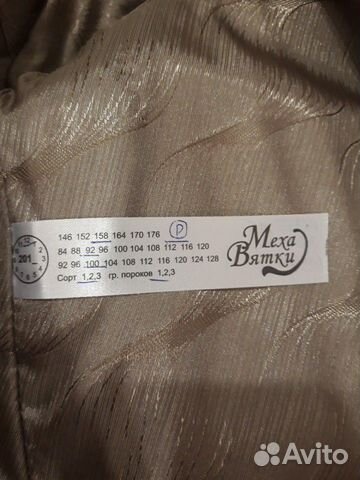 146 152 158 164 170 176 Р
84 88 92 96 100 104 108 112 116 120
92 96 100 104 108 112 116 120 124 128
Сорт 1,2,3 гр. пороков 1,2,3
201_
Меха
Вятки
Avito